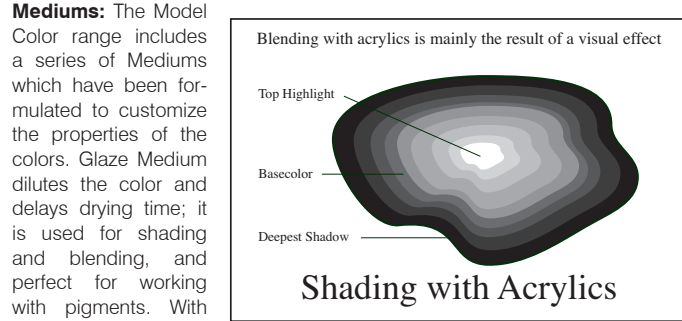 Mediums: The Model
Color range includes
a series of Mediums
which have been for-
mulated to customize
the properties of the
colors. Glaze Medium
dilutes the color and
delays drying time; it
is used for shading
and blending, and
perfect for working
with pigments. With
Blending with acrylics is mainly the result of a visual effect
Top Highlight
Basecolor
Deepest Shadow
Shading with Acrylics